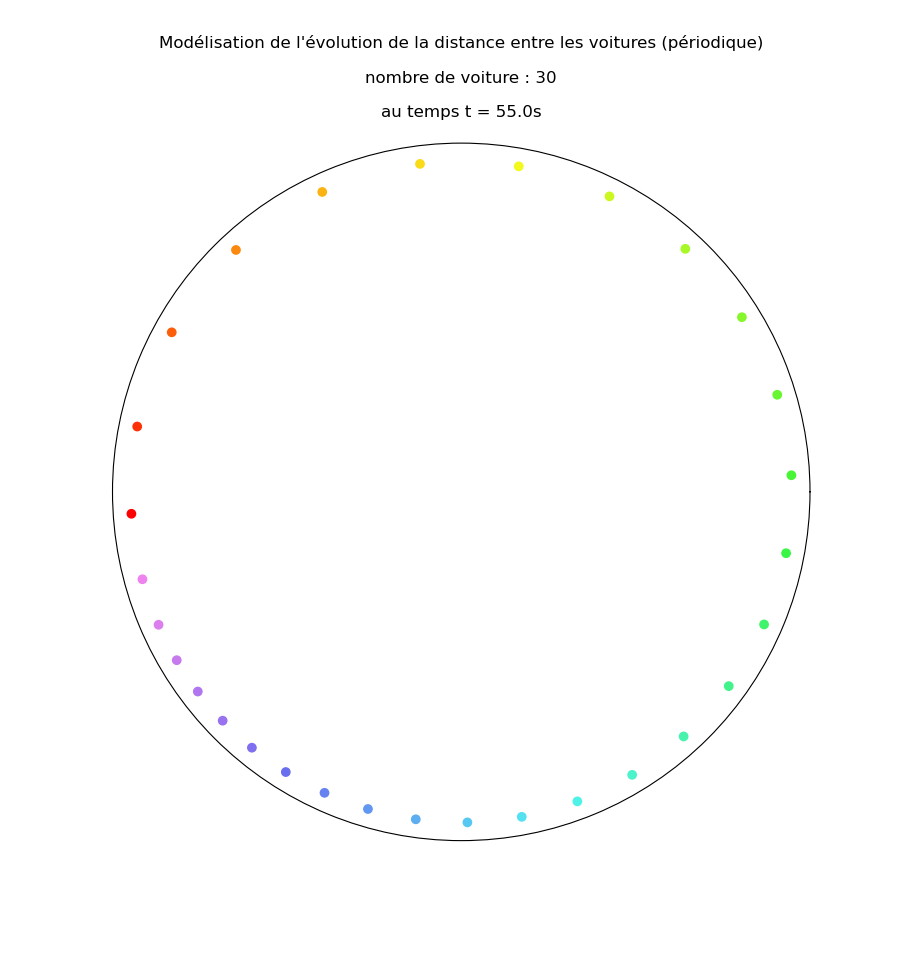 Modélisation de l'évolution de la distance entre les voitures (périodique)
nombre de voiture : 30
au temps t = 55.0s